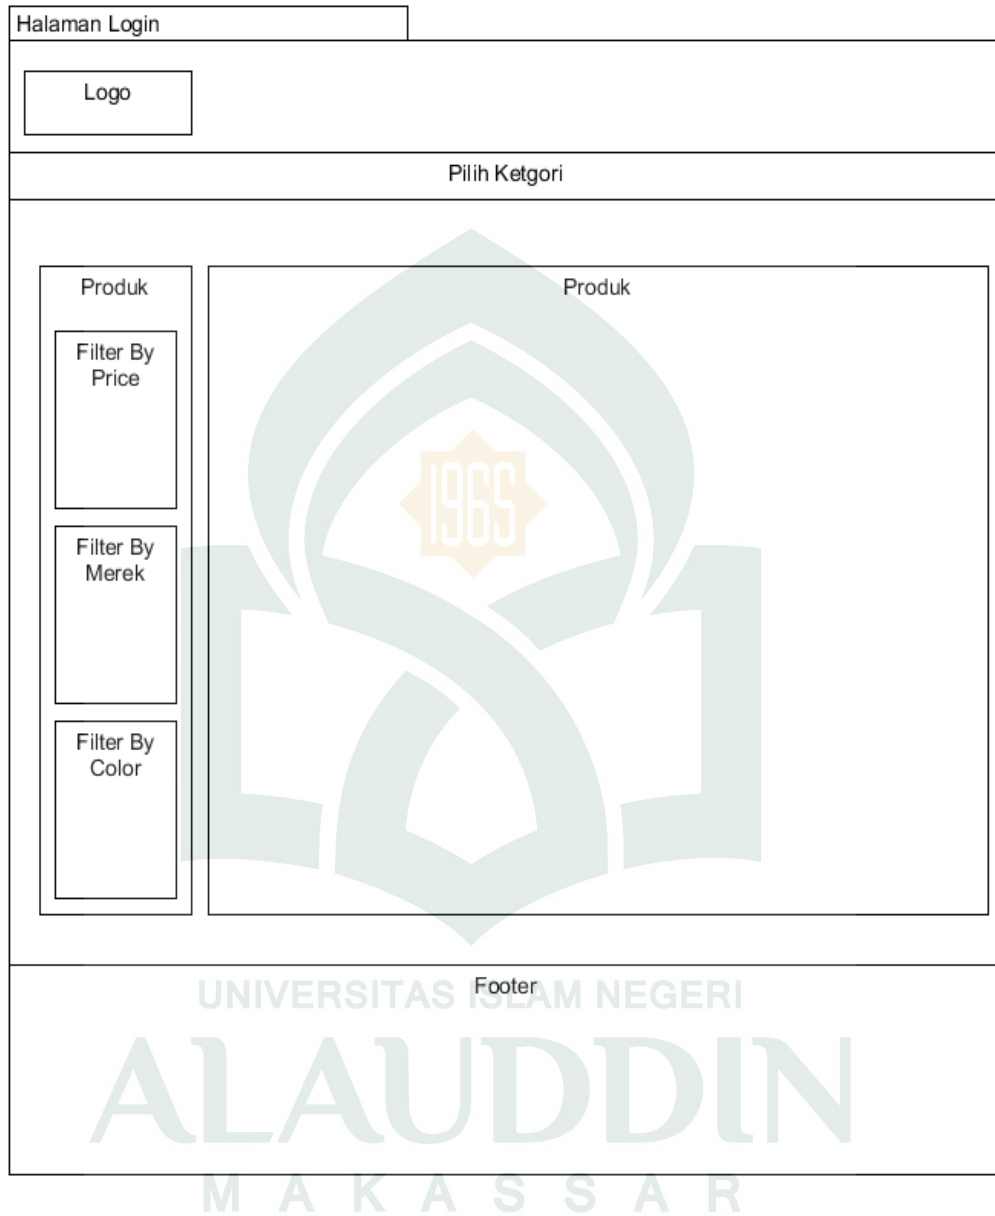 Halaman Login
Logo
Pilih Ketgori
Produk
Filter By
Price
Filter By
Merek
Filter By
Color
Produk
1965
Footer
UNIVERSITAS ISLAM NEGERI
ALAUDDIN
MAKASSAR